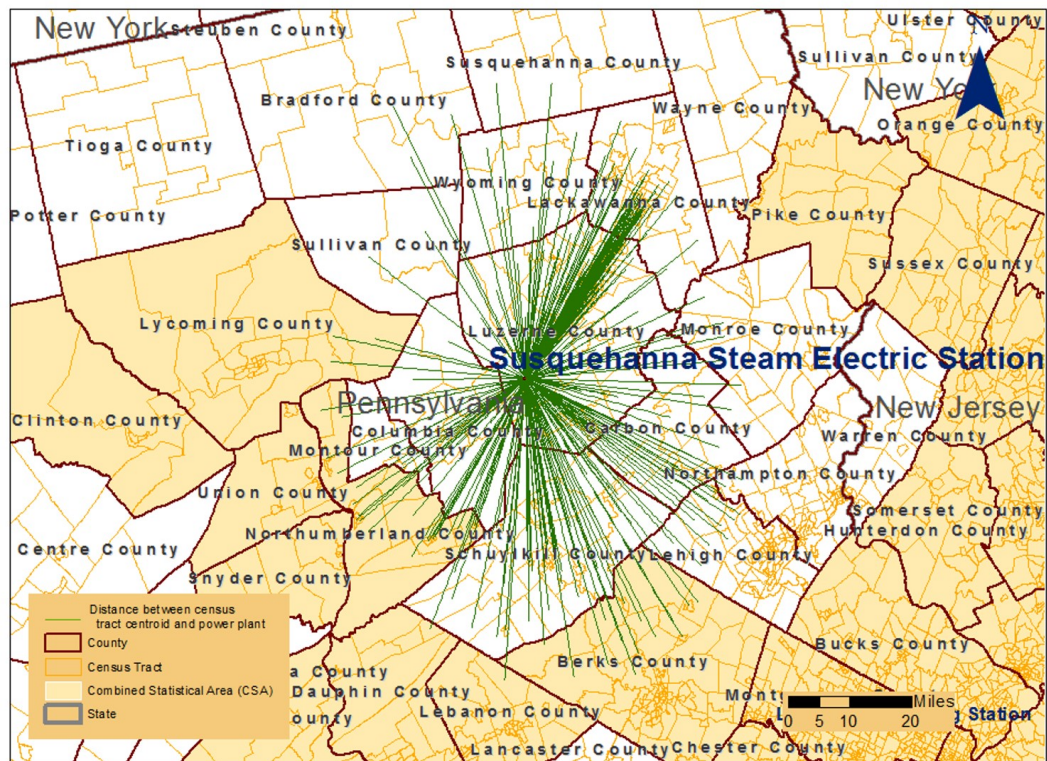 New York
Steuben County
Ulster County
N
Susquehanna County
Sullivan County
New Yo
Bradford County
Wayne County
Orange County
Tioga County
Wyoming County
Lackawanna County
Potter County
Pike County
Sullivan County
Sussex County
Lycoming County
Luzerne County
Monroe County
Susquehanna Steam Electric Station
Pennsylvania
New Jersey
Clinton County
Columbia County
Carbon County
Warren County
Montour County
Northampton County
Union County
Somerset County
Northumberland County
Hunterdon County
Centre County
Schuylkill County
Lehigh County
Snyder County
Distance between census
tract centroid and power plant
County
Census Tract
Combined Statistical Area (CSA)
State
Bucks County
Berks County
a County
Dauphin County
Montg
Lebanon County
Miles
0 5 10 20
g Station
ounty
Lancaster County
Chester County